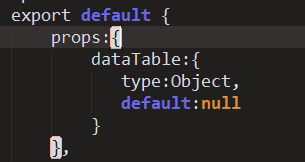 export default {
props:{
dataTable:{
type:Object,
default:null
}
},